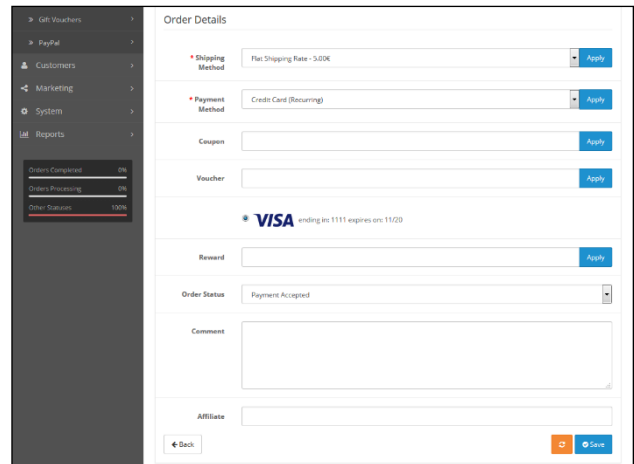 Gift Vouchers
PayPal
Customers
Marketing
System
Reports
Orders Completed 0%
Orders Processing 0%
Other Statuses 100%
Order Details
* Shipping Method
Flat Shipping Rate - 5.00€
Apply
* Payment Method
Credit Card (Recurring)
Apply
Coupon
Apply
Voucher
Apply
VISA ending in: 1111 expires on: 11/20
Reward
Apply
Order Status
Payment Accepted
Comment
Affiliate
Back
Save